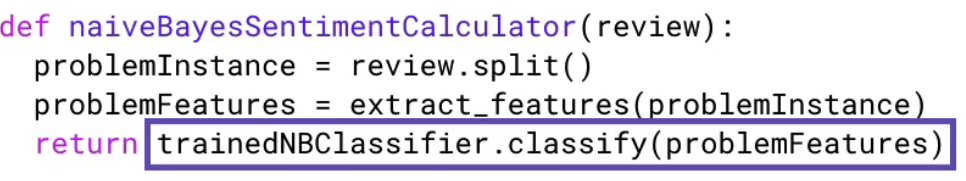 def naiveBayesSentimentCalculator(review):
  problemInstance = review.split()
  problemFeatures = extract_features(problemInstance)
  return trainedNBClassifier.classify(problemFeatures)